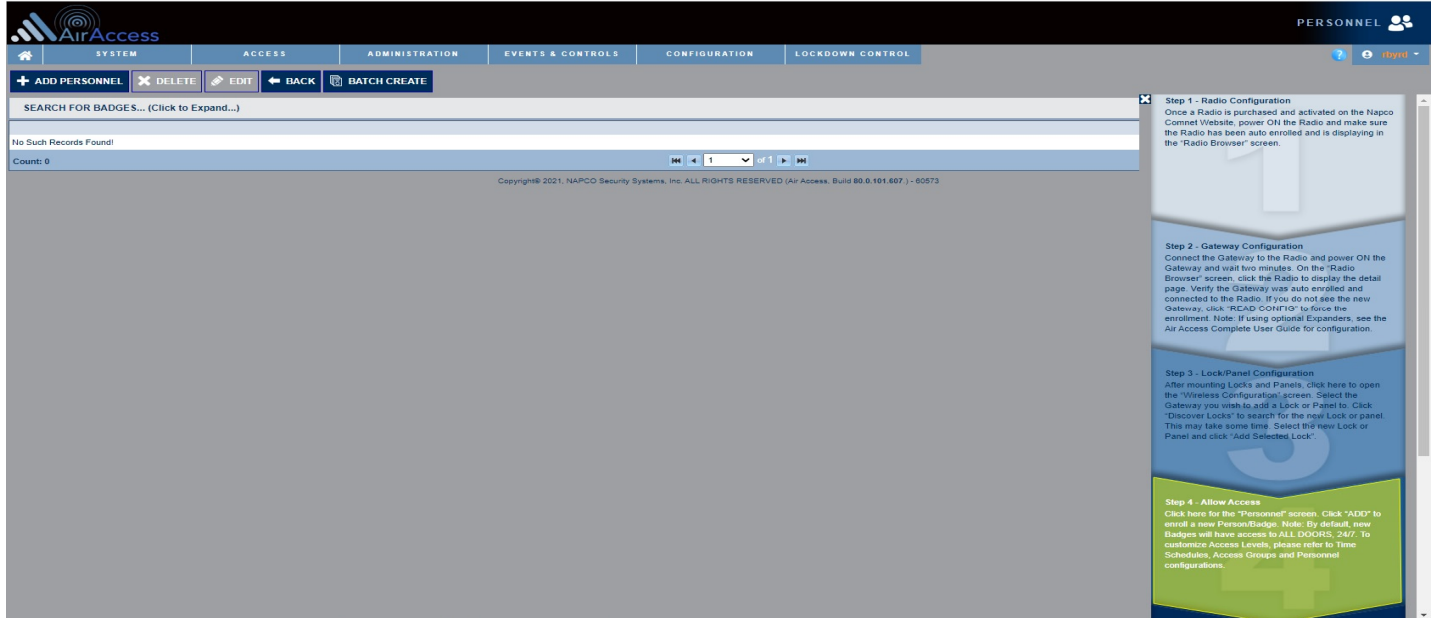 AirAccess
PERSONNEL
SYSTEM
ACCESS
ADMINISTRATION
EVENTS & CONTROLS
CONFIGURATION
LOCKDOWN CONTROL
?
rbyrd
ADD PERSONNEL
DELETE
EDIT
BACK
BATCH CREATE
SEARCH FOR BADGES... (Click to Expand...)
No Such Records Found!
Count: 0
1
of 1
Copyright® 2021, NAPCO Security Systems, Inc. ALL RIGHTS RESERVED (Air Access, Build 80.0.101.607.) - 60573
1
Step 1 - Radio Configuration
Once a Radio is purchased and activated on the Napco
Comnet Website, power ON the Radio and make sure
the Radio has been auto enrolled and is displaying in
the "Radio Browser" screen.
2
Step 2 - Gateway Configuration
Connect the Gateway to the Radio and power ON the
Gateway and wait two minutes. On the "Radio
Browser" screen, click the Radio to display the detail
page. Verify the Gateway was auto enrolled and
connected to the Radio. If you do not see the new
Gateway, click "READ CONFIG" to force the
enrollment. Note: If using optional Expanders, see the
Air Access Complete User Guide for configuration.
3
Step 3 - Lock/Panel Configuration
After mounting Locks and Panels, click here to open
the "Wireless Configuration" screen. Select the
Gateway you wish to add a Lock or Panel to. Click
"Discover Locks" to search for the new Lock or panel.
This may take some time. Select the new Lock or
Panel and click "Add Selected Lock".
4
Step 4 - Allow Access
Click here for the "Personnel" screen. Click "ADD" to
enroll a new Person/Badge. Note: By default, new
Badges will have access to ALL DOORS, 24/7. To
customize Access Levels, please refer to Time
Schedules, Access Groups and Personnel
configurations.